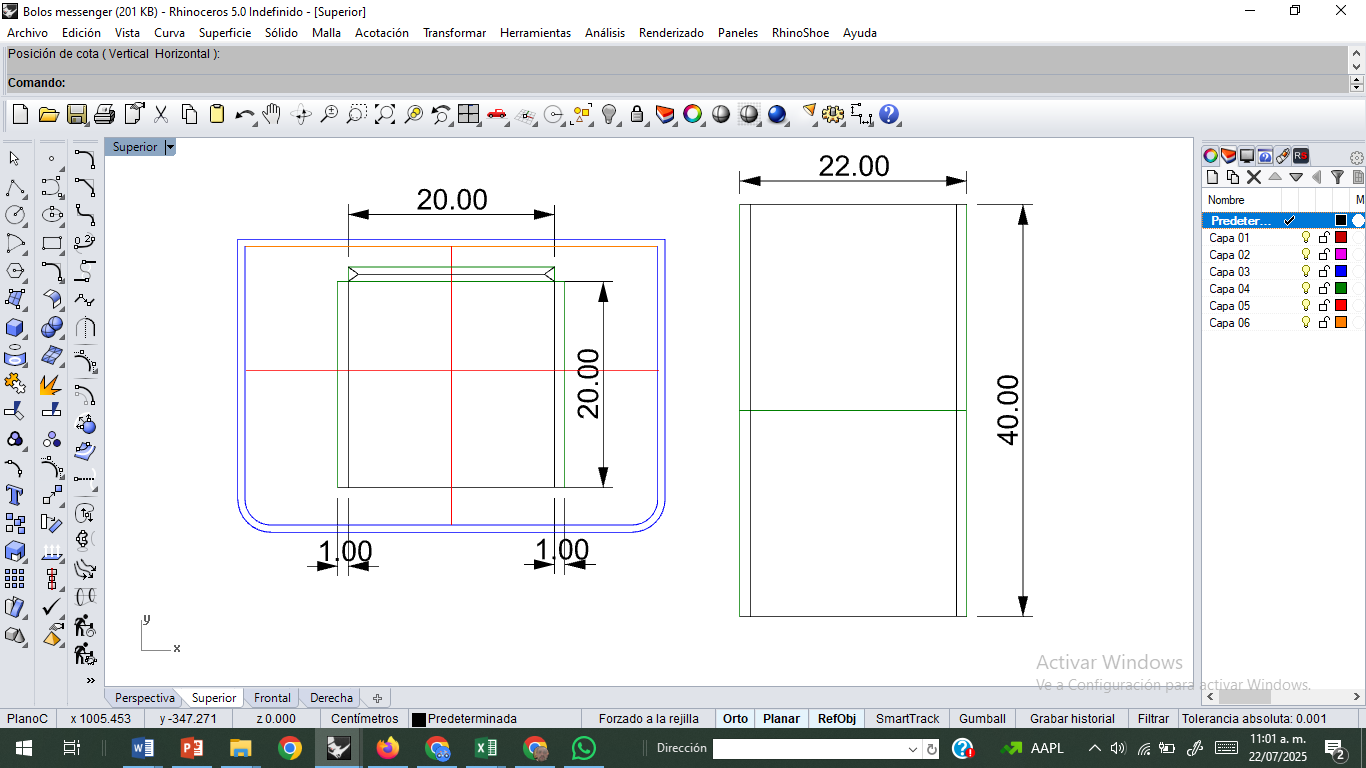 Bolos messenger (201 KB) - Rhinoceros 5.0 Indefinido - [Superior]
Archivo Edición Vista Curva Superficie Sólido Malla Acotación Transformar Herramientas Análisis Renderizado Paneles RhinoShoe Ayuda
Posición de cota ( Vertical Horizontal ):
Comando:
Superior
22.00
20.00
20.00
40.00
1.00
1.00
y
x
Nombre M
Predeter...
Capa 01
Capa 02
Capa 03
Capa 04
Capa 05
Capa 06
Activar Windows
Ve a Configuración para activar Windows.
Perspectiva Superior Frontal Derecha
PlanoC x 1005.453 y -347.271 z 0.000 Centímetros Predeterminada Forzado a la rejilla Orto Planar RefObj SmartTrack Gumball Grabar historial Filtrar Tolerancia absoluta: 0.001
Dirección AAPL 11:01 a. m.
22/07/2025 2